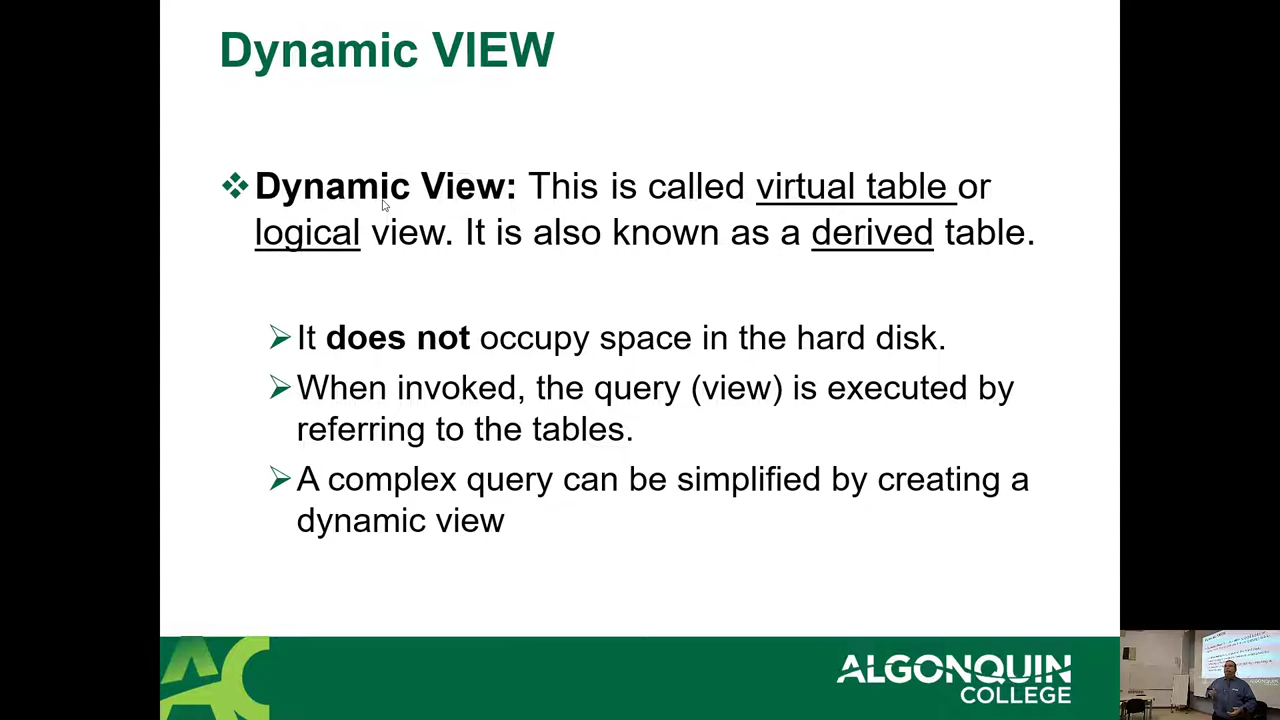 Dynamic VIEW
Dynamic View: This is called virtual table or
logical view. It is also known as a derived table.
It does not occupy space in the hard disk.
When invoked, the query (view) is executed by
referring to the tables.
A complex query can be simplified by creating a
dynamic view
AC
ALGONQUIN
COLLEGE